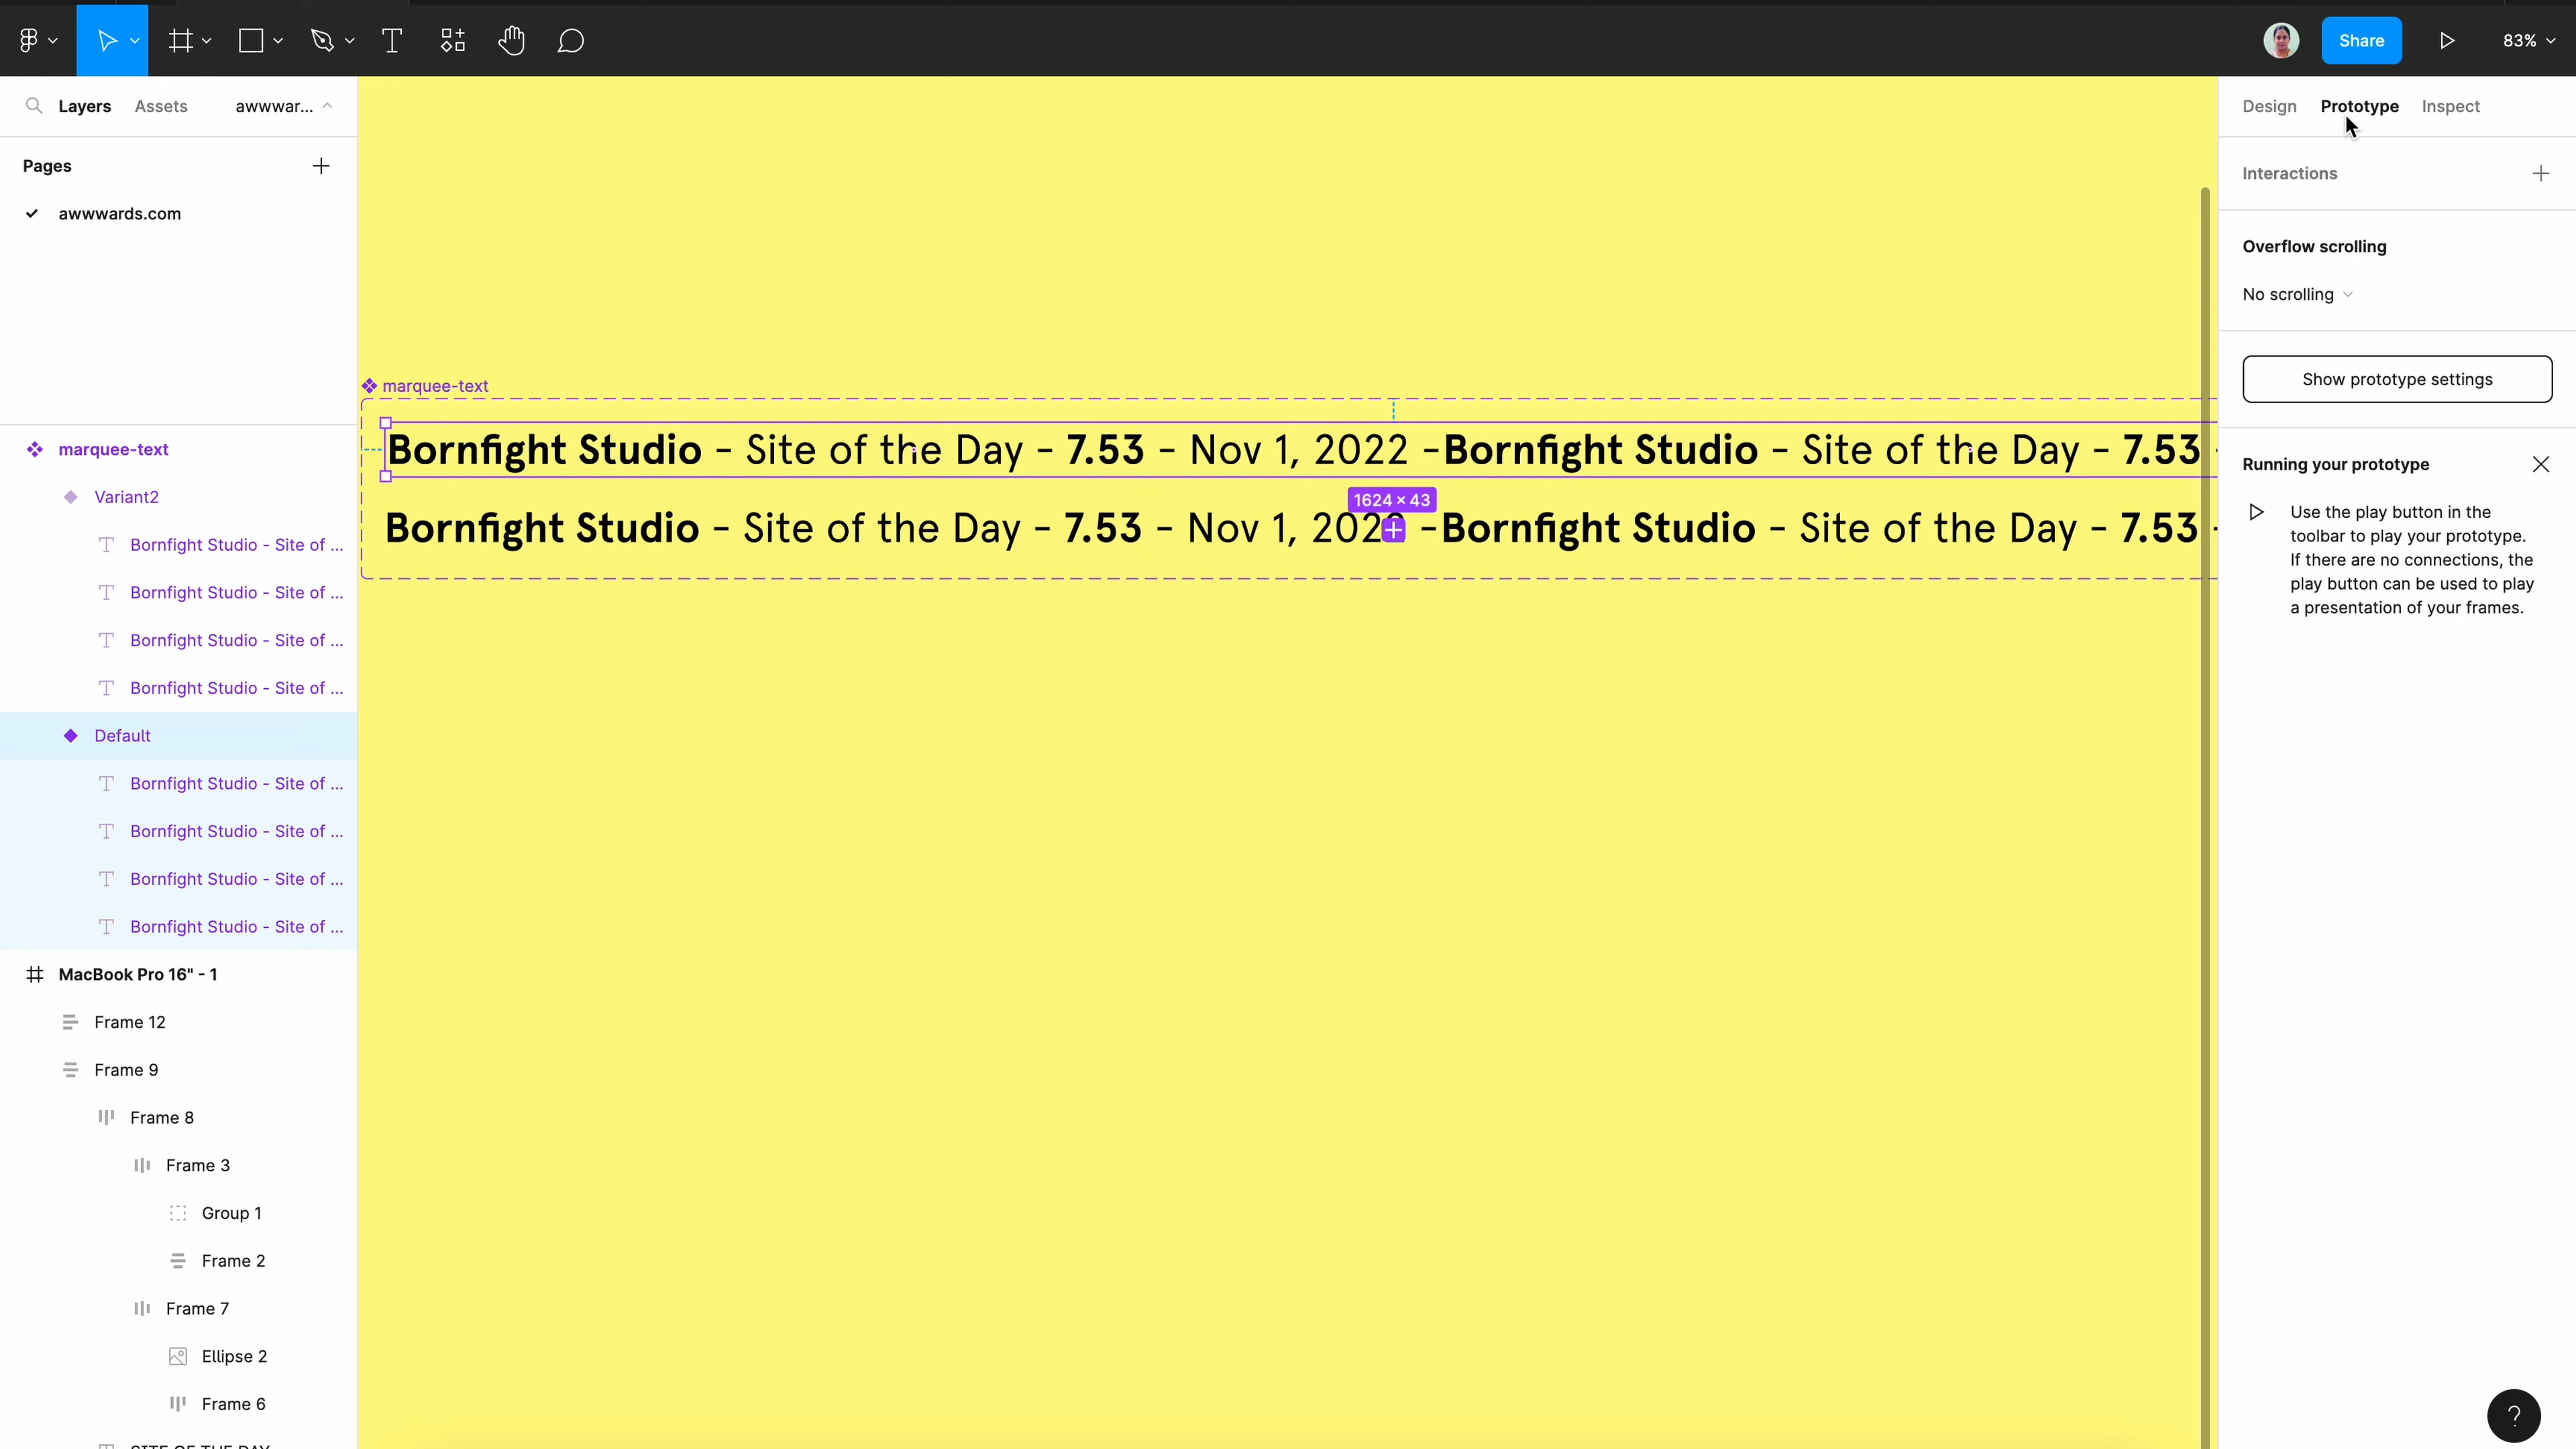 Share
83%
Layers
Assets
awwwar...
Design
Prototype
Inspect
Pages
awwwards.com
Interactions
Overflow scrolling
No scrolling
Show prototype settings
Running your prototype
Use the play button in the
toolbar to play your prototype.
If there are no connections, the
play button can be used to play
a presentation of your frames.
marquee-text
Bornfight Studio - Site of the Day - 7.53 - Nov 1, 2022 -Bornfight Studio - Site of the Day - 7.53 -
1624 × 43
Bornfight Studio - Site of the Day - 7.53 - Nov 1, 2022 -Bornfight Studio - Site of the Day - 7.53 -
marquee-text
Variant2
Bornfight Studio - Site of ...
Bornfight Studio - Site of ...
Bornfight Studio - Site of ...
Bornfight Studio - Site of ...
Default
Bornfight Studio - Site of ...
Bornfight Studio - Site of ...
Bornfight Studio - Site of ...
Bornfight Studio - Site of ...
MacBook Pro 16" - 1
Frame 12
Frame 9
Frame 8
Frame 3
Group 1
Frame 2
Frame 7
Ellipse 2
Frame 6
SITE OF THE DAY
?